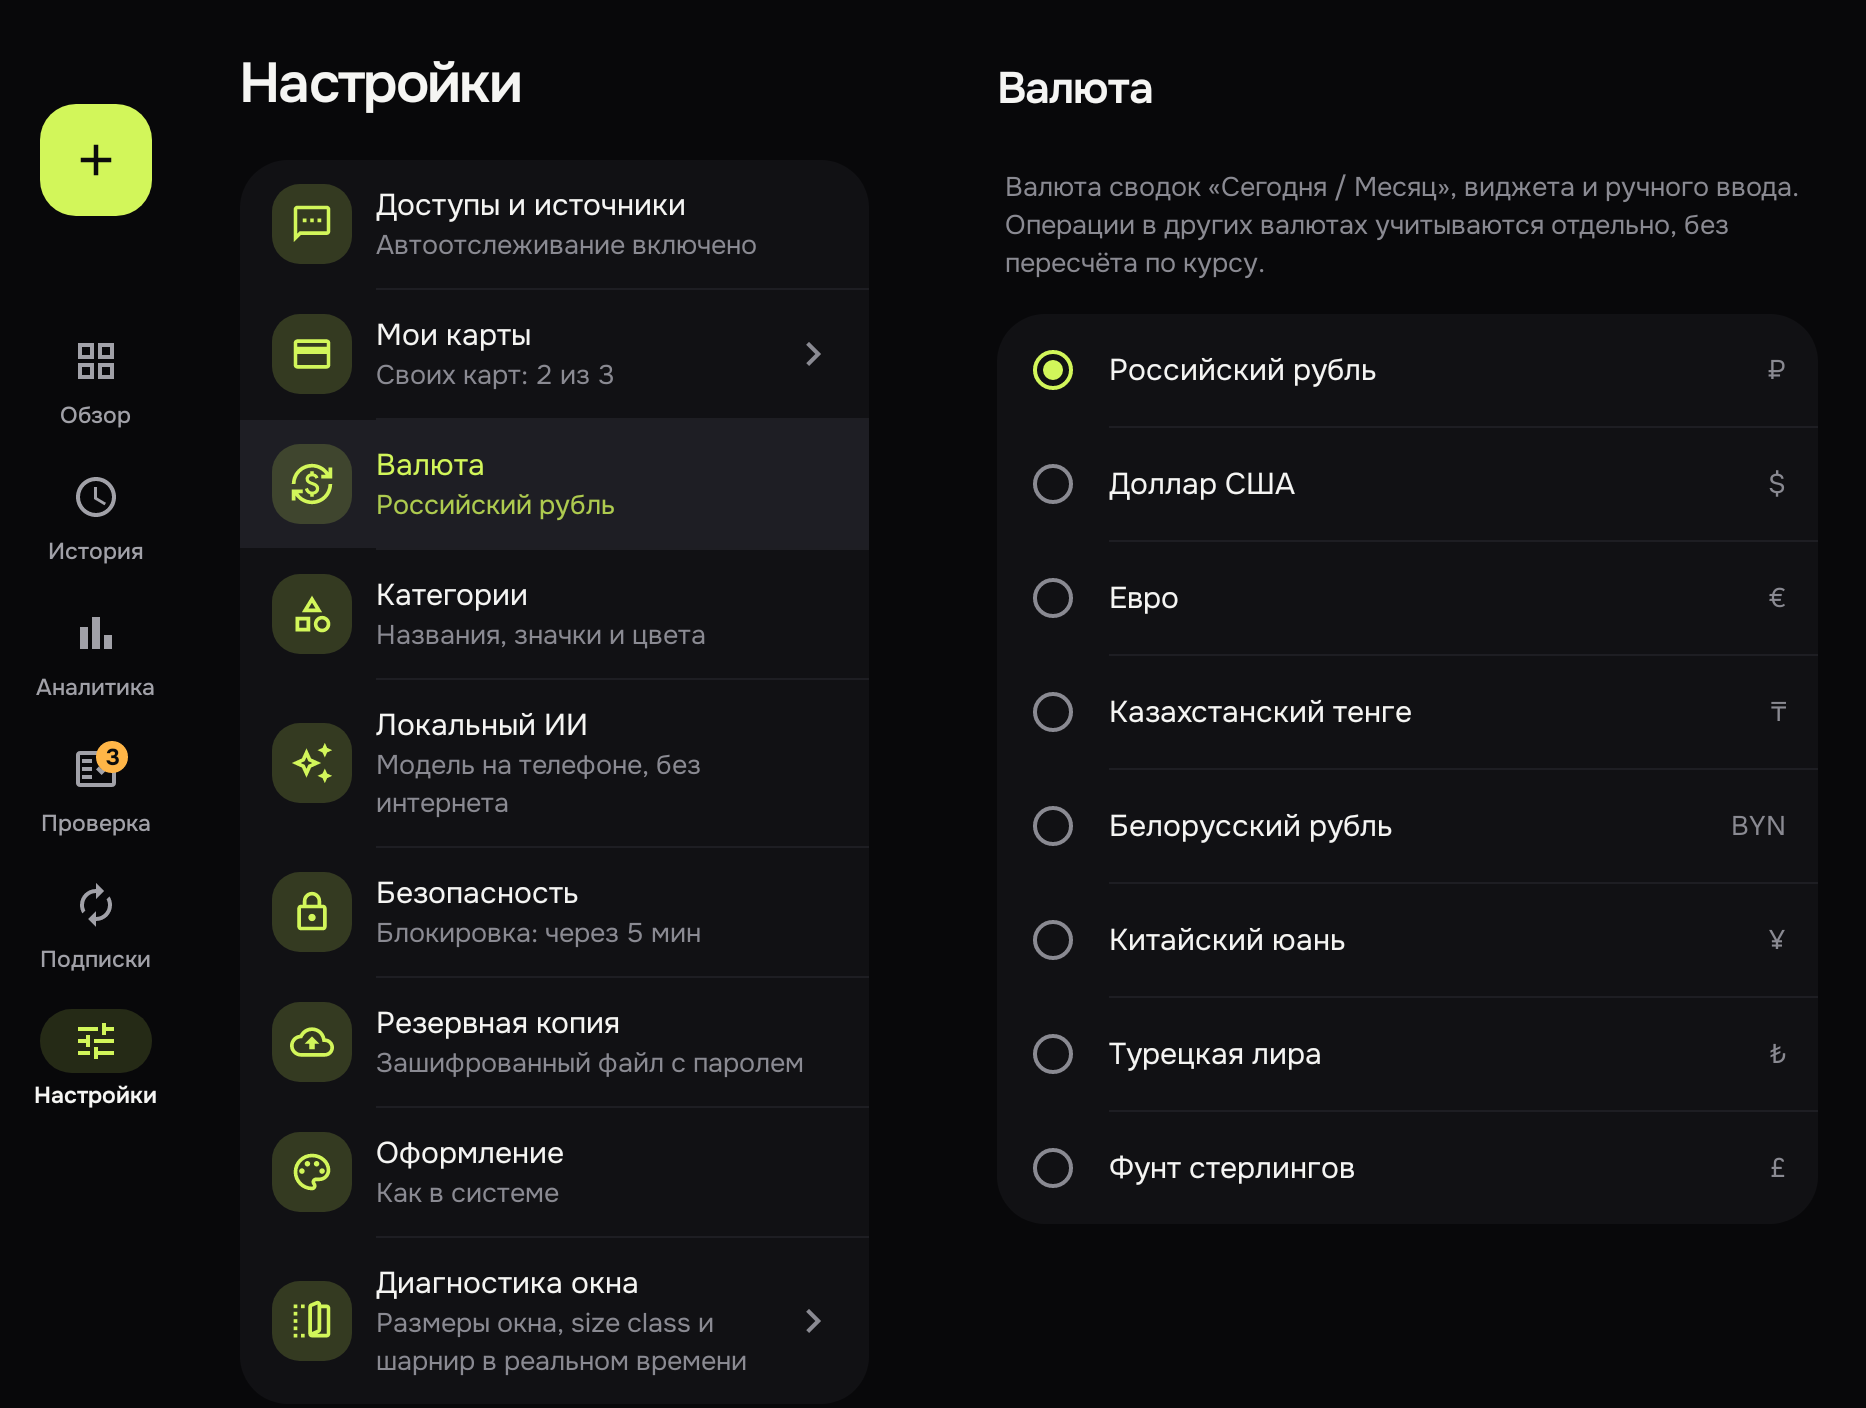 Обзор
История
Аналитика
3
Проверка
Подписки
Настройки
Настройки
Доступы и источники
Автоотслеживание включено
Мои карты
Своих карт: 2 из 3
Валюта
Российский рубль
Категории
Названия, значки и цвета
Локальный ИИ
Модель на телефоне, без
интернета
Безопасность
Блокировка: через 5 мин
Резервная копия
Зашифрованный файл с паролем
Оформление
Как в системе
Диагностика окна
Размеры окна, size class и
шарнир в реальном времени
Валюта
Валюта сводок «Сегодня / Месяц», виджета и ручного ввода.
Операции в других валютах учитываются отдельно, без
пересчёта по курсу.
Российский рубль ₽
Доллар США $
Евро €
Казахстанский тенге ₸
Белорусский рубль BYN
Китайский юань ¥
Турецкая лира ₺
Фунт стерлингов £